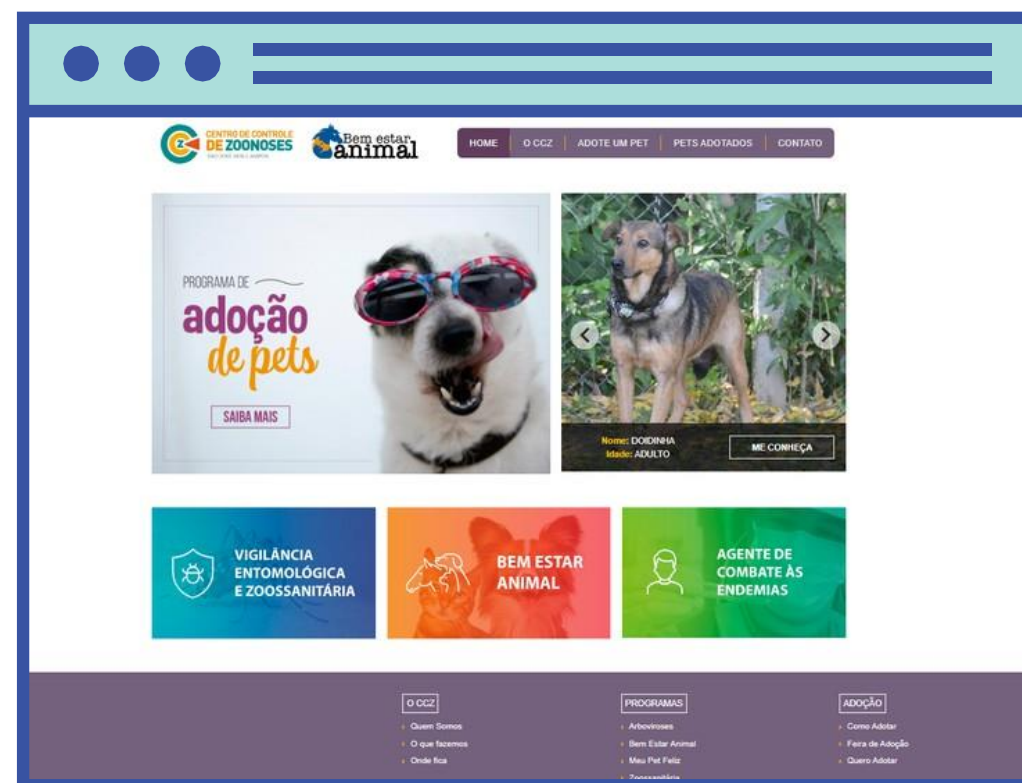 CENTRO DE CONTROLE
DE ZOONOSES
Bem estar
animal
HOME
O CCZ
ADOTE UM PET
PETS ADOTADOS
CONTATO
PROGRAMA DE
adoção
de pets
SAIBA MAIS
Nome: DOIDINHA
Idade: ADULTO
ME CONHEÇA
VIGILÂNCIA
ENTOMOLÓGICA
E ZOOSSANITÁRIA
BEM ESTAR
ANIMAL
AGENTE DE
COMBATE ÀS
ENDEMIAS
O CCZ
Quem Somos
O que fazemos
Onde fica
PROGRAMAS
Arboviroses
Bem Estar Animal
Meu Pet Feliz
Zoossanitária
ADOÇÃO
Como Adotar
Feira de Adoção
Quero Adotar